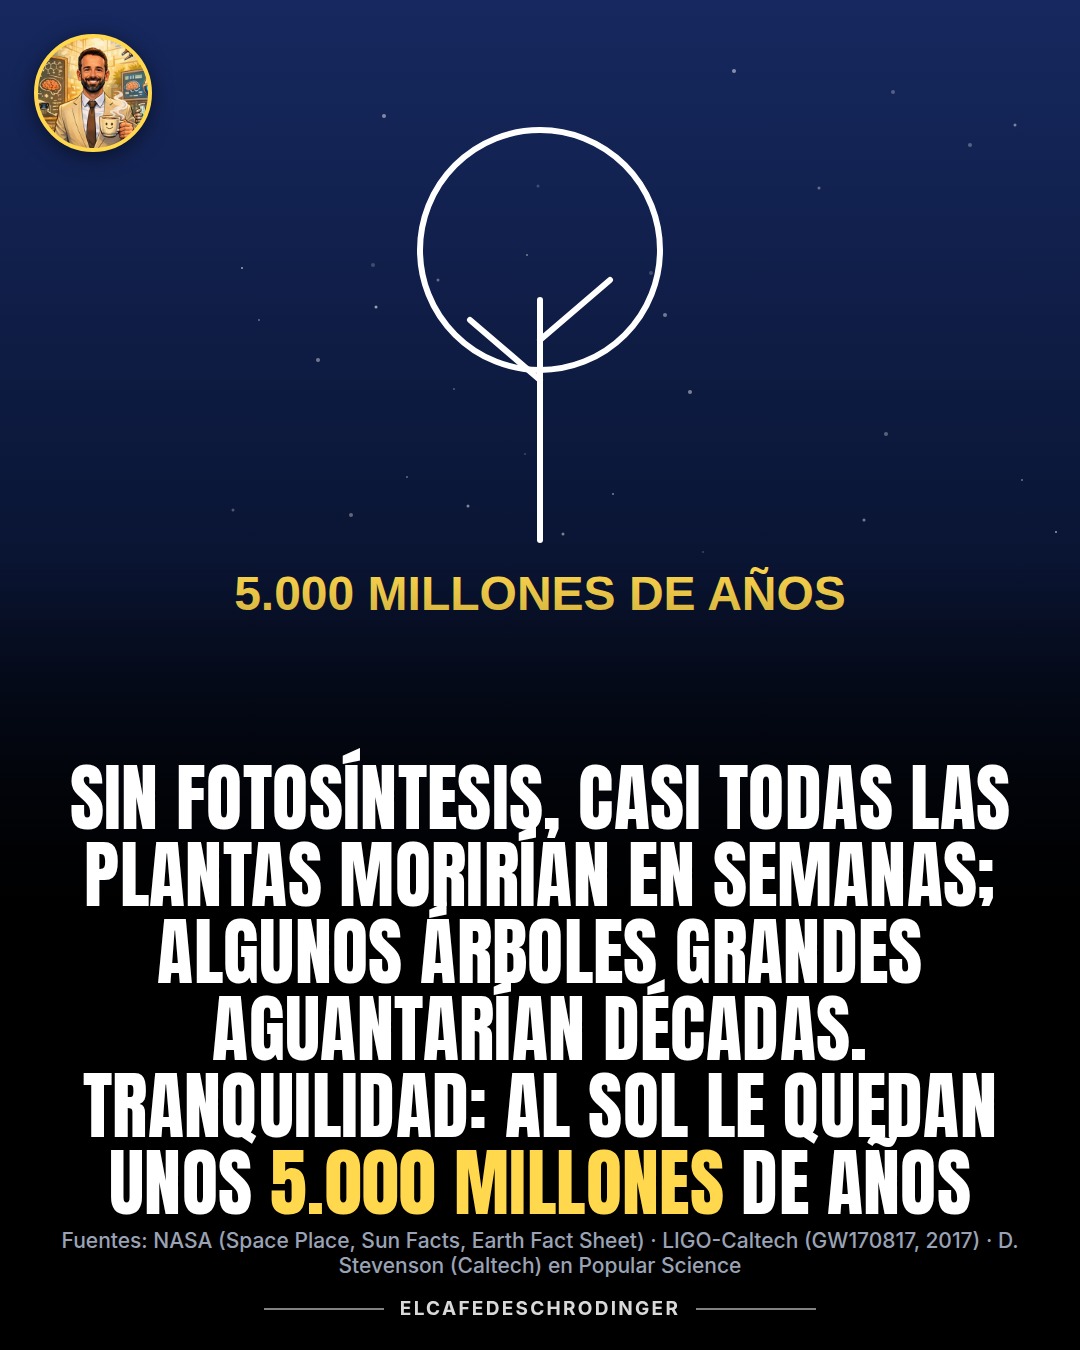 5.000 MILLONES DE AÑOS
SIN FOTOSÍNTESIS, CASI TODAS LAS
PLANTAS MORIRÍAN EN SEMANAS;
ALGUNOS ÁRBOLES GRANDES
AGUANTARÍAN DÉCADAS.
TRANQUILIDAD: AL SOL LE QUEDAN
UNOS 5.000 MILLONES DE AÑOS
Fuentes: NASA (Space Place, Sun Facts, Earth Fact Sheet) · LIGO-Caltech (GW170817, 2017) · D.
Stevenson (Caltech) en Popular Science
ELCAFEDESCHRODINGER